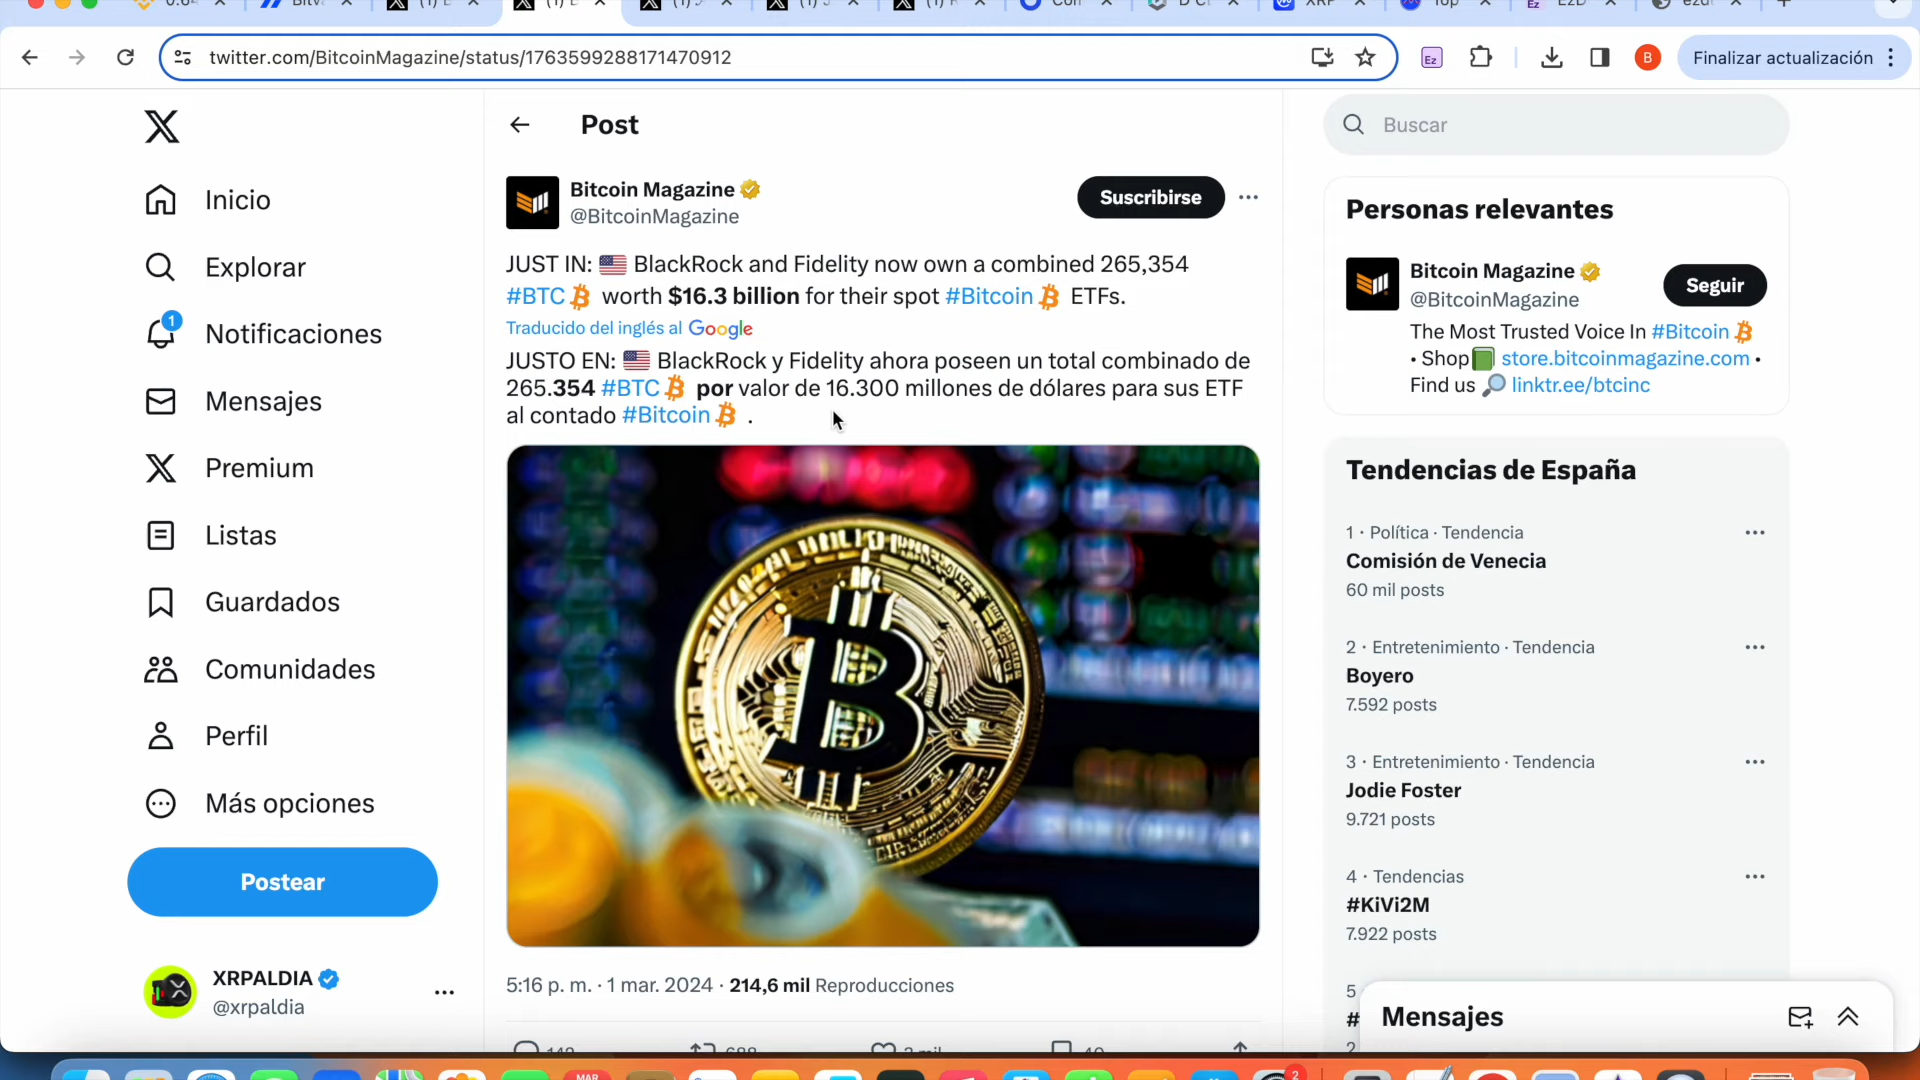 twitter.com/BitcoinMagazine/status/1763599288171470912
Finalizar actualización
Inicio
Explorar
1
Notificaciones
Mensajes
Premium
Listas
Guardados
Comunidades
Perfil
Más opciones
Postear
XRPALDIA
@xrpaldia
Post
Bitcoin Magazine
@BitcoinMagazine
Suscribirse
JUST IN: 🇺🇸 BlackRock and Fidelity now own a combined 265,354
#BTC worth $16.3 billion for their spot #Bitcoin ETFs.
Traducido del inglés al Google
JUSTO EN: 🇺🇸 BlackRock y Fidelity ahora poseen un total combinado de
265.354 #BTC por valor de 16.300 millones de dólares para sus ETF
al contado #Bitcoin .
5:16 p. m. · 1 mar. 2024 · 214,6 mil Reproducciones
Buscar
Personas relevantes
Bitcoin Magazine
@BitcoinMagazine
Seguir
The Most Trusted Voice In #Bitcoin
• Shop📗 store.bitcoinmagazine.com •
Find us 🔎 linktr.ee/btcinc
Tendencias de España
1 · Política · Tendencia
Comisión de Venecia
60 mil posts
2 · Entretenimiento · Tendencia
Boyero
7.592 posts
3 · Entretenimiento · Tendencia
Jodie Foster
9.721 posts
4 · Tendencias
#KiVi2M
7.922 posts
5
#
Mensajes